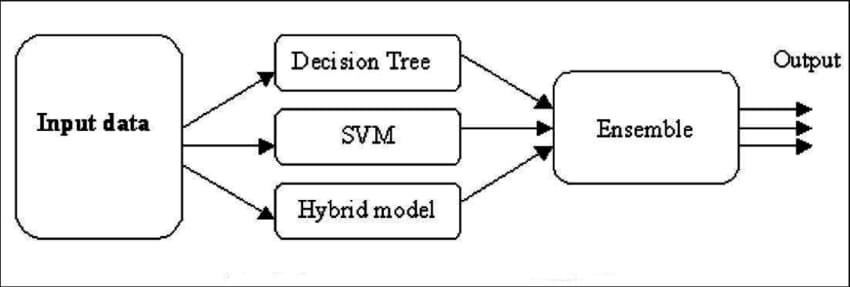 Input data
Decision Tree
SVM
Hybrid model
Ensemble
Output